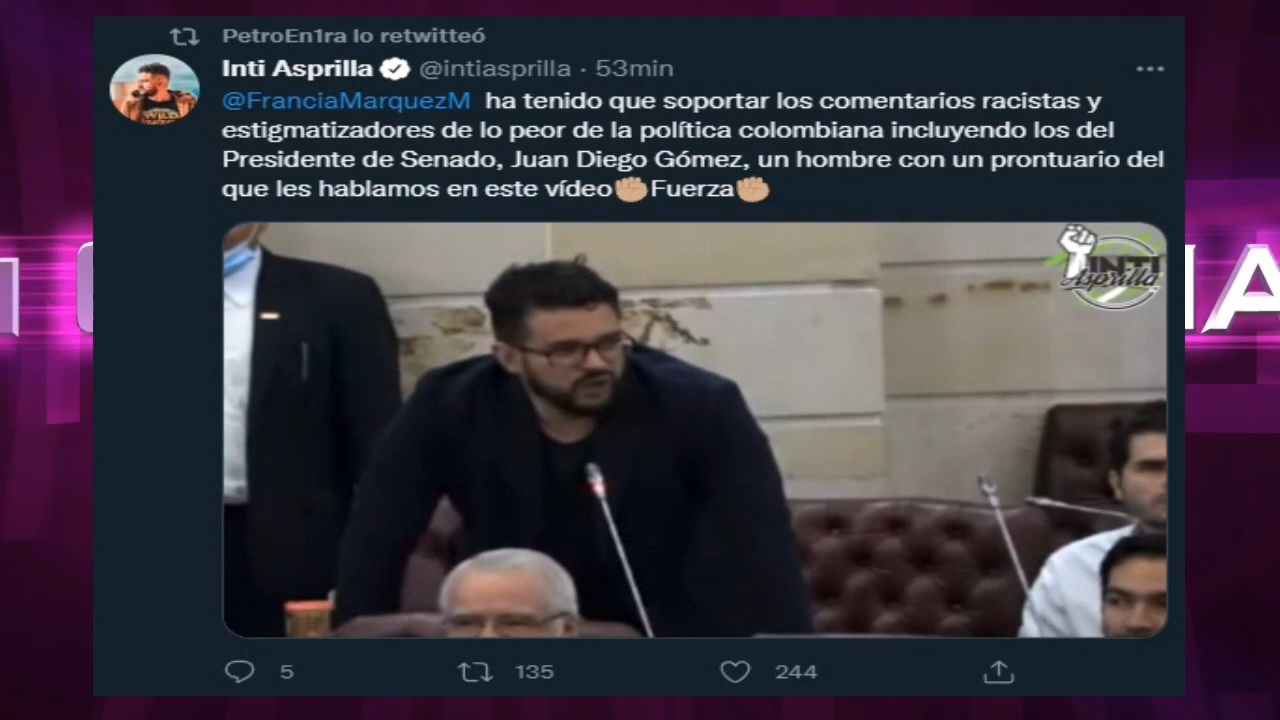 PetroEn1ra lo retwitteó
Inti Asprilla @intiasprilla · 53min
@FranciaMarquezM ha tenido que soportar los comentarios racistas y
estigmatizadores de lo peor de la política colombiana incluyendo los del
Presidente de Senado, Juan Diego Gómez, un hombre con un prontuario del
que les hablamos en este vídeo✊🏼Fuerza✊🏼
INTI
Asprilla
5 135 244